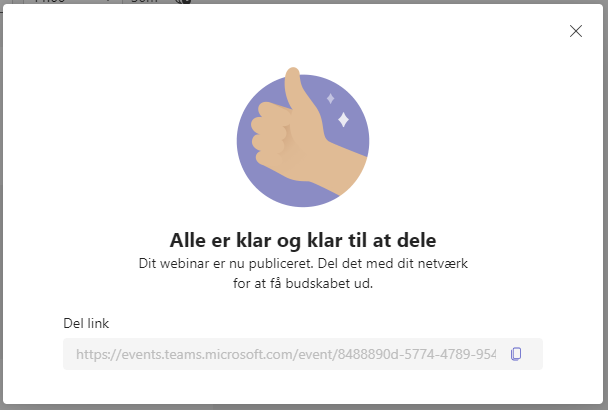 Alle er klar og klar til at dele
Dit webinar er nu publiceret. Del det med dit netværk
for at få budskabet ud.
Del link
https://events.teams.microsoft.com/event/8488890d-5774-4789-954